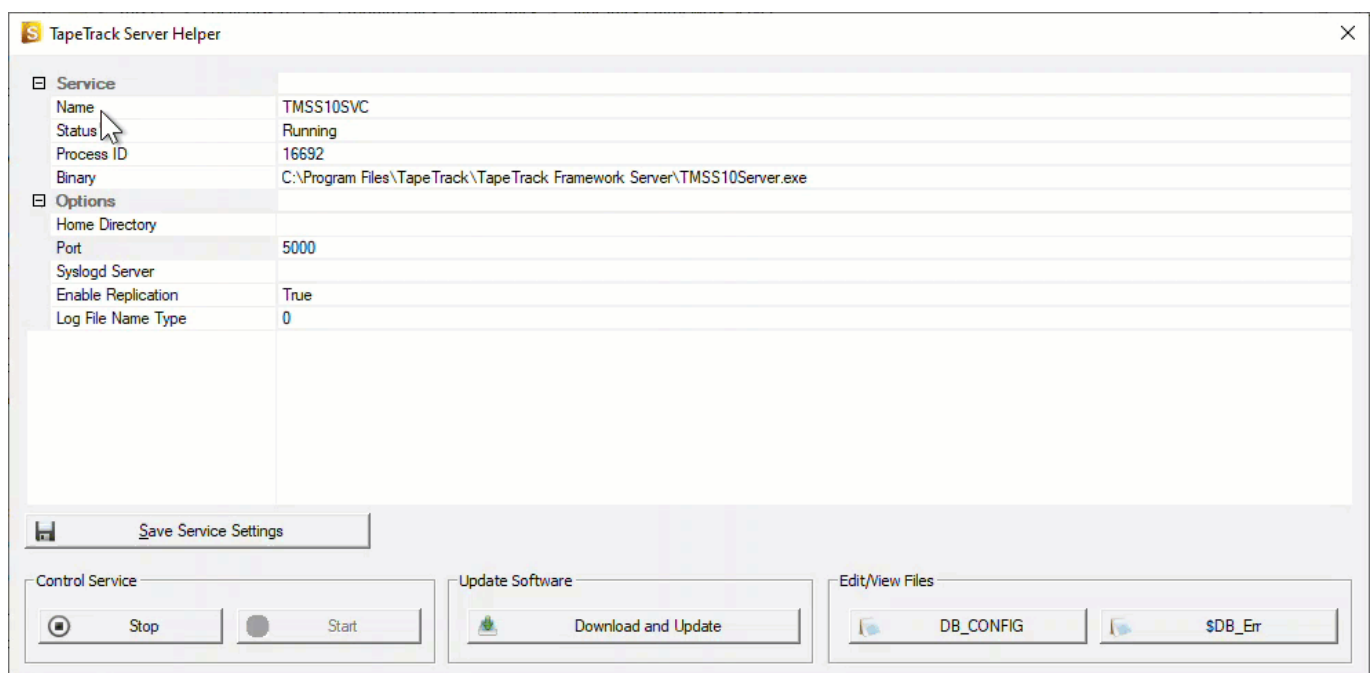 TapeTrack Server Helper
Service
Name TMSS10SVC
Status Running
Process ID 16692
Binary C:\Program Files\TapeTrack\TapeTrack Framework Server\TMSS10Server.exe
Options
Home Directory
Port 5000
Syslogd Server
Enable Replication True
Log File Name Type 0
Save Service Settings
Control Service Update Software Edit/View Files
Stop Start Download and Update DB_CONFIG $DB_Err